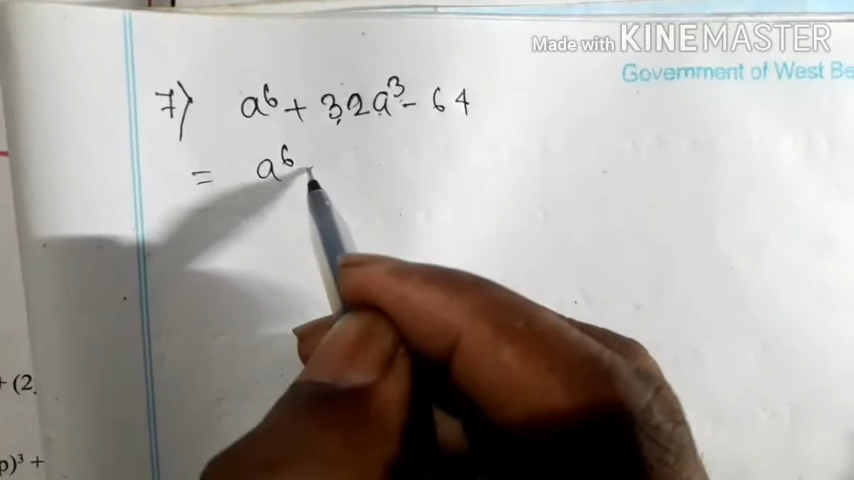 Made with KINEMASTER
Government of West Be
7) a⁶ + 32a³ - 64
= a⁶
+ (2
p)³ +